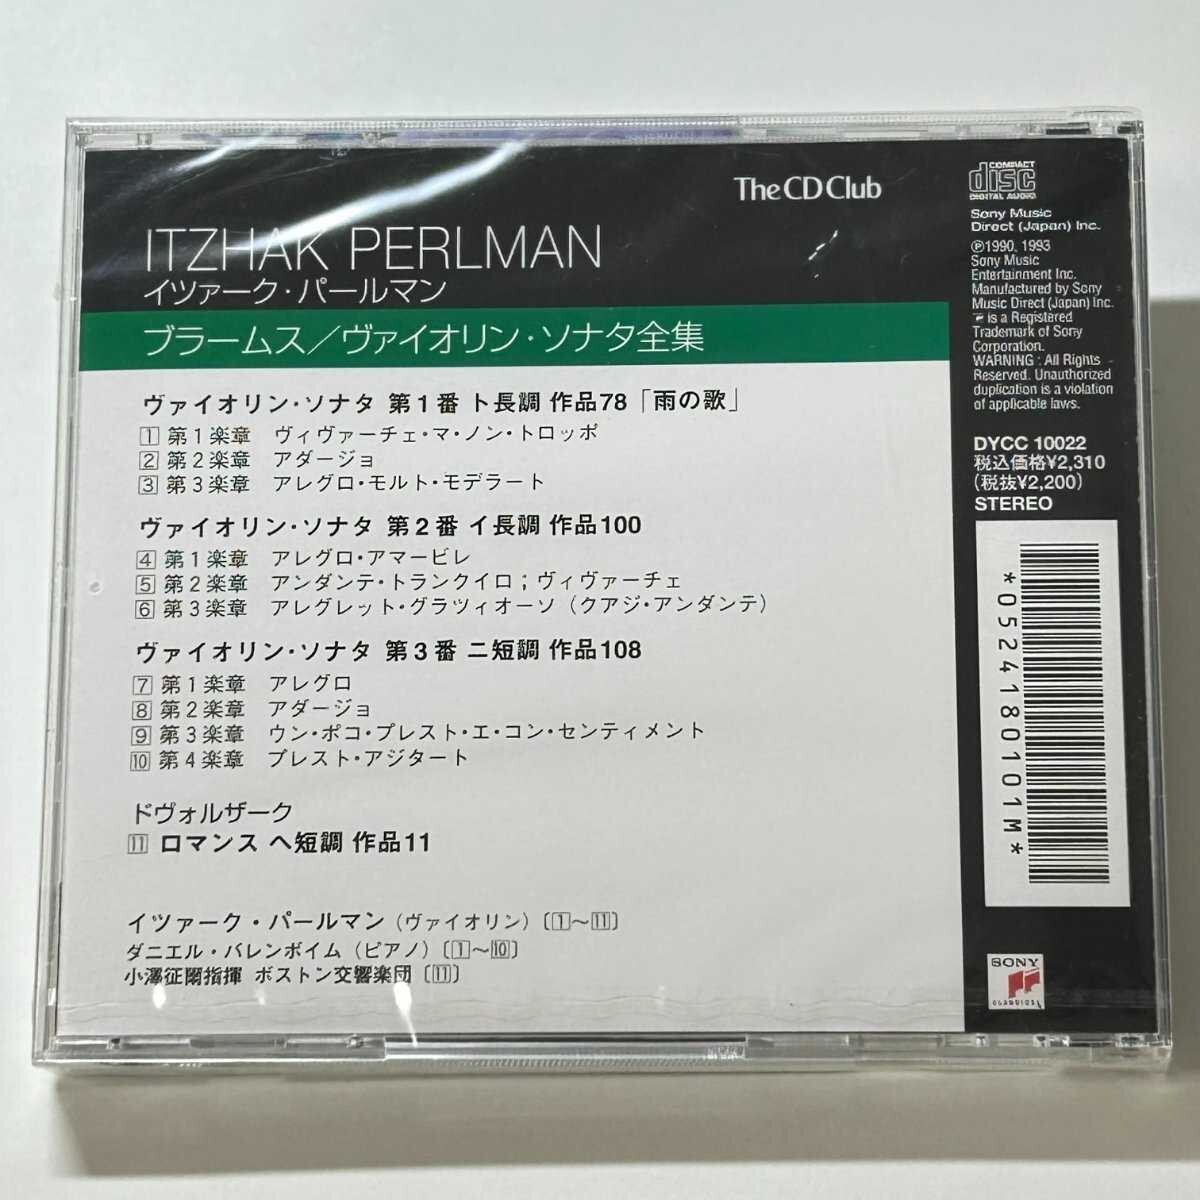 The CD Club
ITZHAK PERLMAN
イツァーク・パールマン
ブラームス／ヴァイオリン・ソナタ全集
ヴァイオリン・ソナタ 第1番 ト長調 作品78「雨の歌」
1 第1楽章 ヴィヴァーチェ・マ・ノン・トロッポ
2 第2楽章 アダージョ
3 第3楽章 アレグロ・モルト・モデラート
ヴァイオリン・ソナタ 第2番 イ長調 作品100
4 第1楽章 アレグロ・アマービレ
5 第2楽章 アンダンテ・トランクイロ；ヴィヴァーチェ
6 第3楽章 アレグレット・グラツィオーソ（クアジ・アンダンテ）
ヴァイオリン・ソナタ 第3番 ニ短調 作品108
7 第1楽章 アレグロ
8 第2楽章 アダージョ
9 第3楽章 ウン・ポコ・プレスト・エ・コン・センティメント
10 第4楽章 プレスト・アジタート
ドヴォルザーク
11 ロマンス ヘ短調 作品11
イツァーク・パールマン（ヴァイオリン）〔1～11〕
ダニエル・バレンボイム（ピアノ）〔1～10〕
小澤征爾指揮 ボストン交響楽団〔11〕
COMPACT
disc
DIGITAL AUDIO
Sony Music
Direct (Japan) Inc.
℗1990, 1993
Sony Music
Entertainment Inc.
Manufactured by Sony
Music Direct (Japan) Inc.
is a Registered
Trademark of Sony
Corporation.
WARNING : All Rights
Reserved. Unauthorized
duplication is a violation
of applicable laws.
DYCC 10022
税込価格¥2,310
(税抜¥2,200)
STEREO
*0524180101M*
SONY